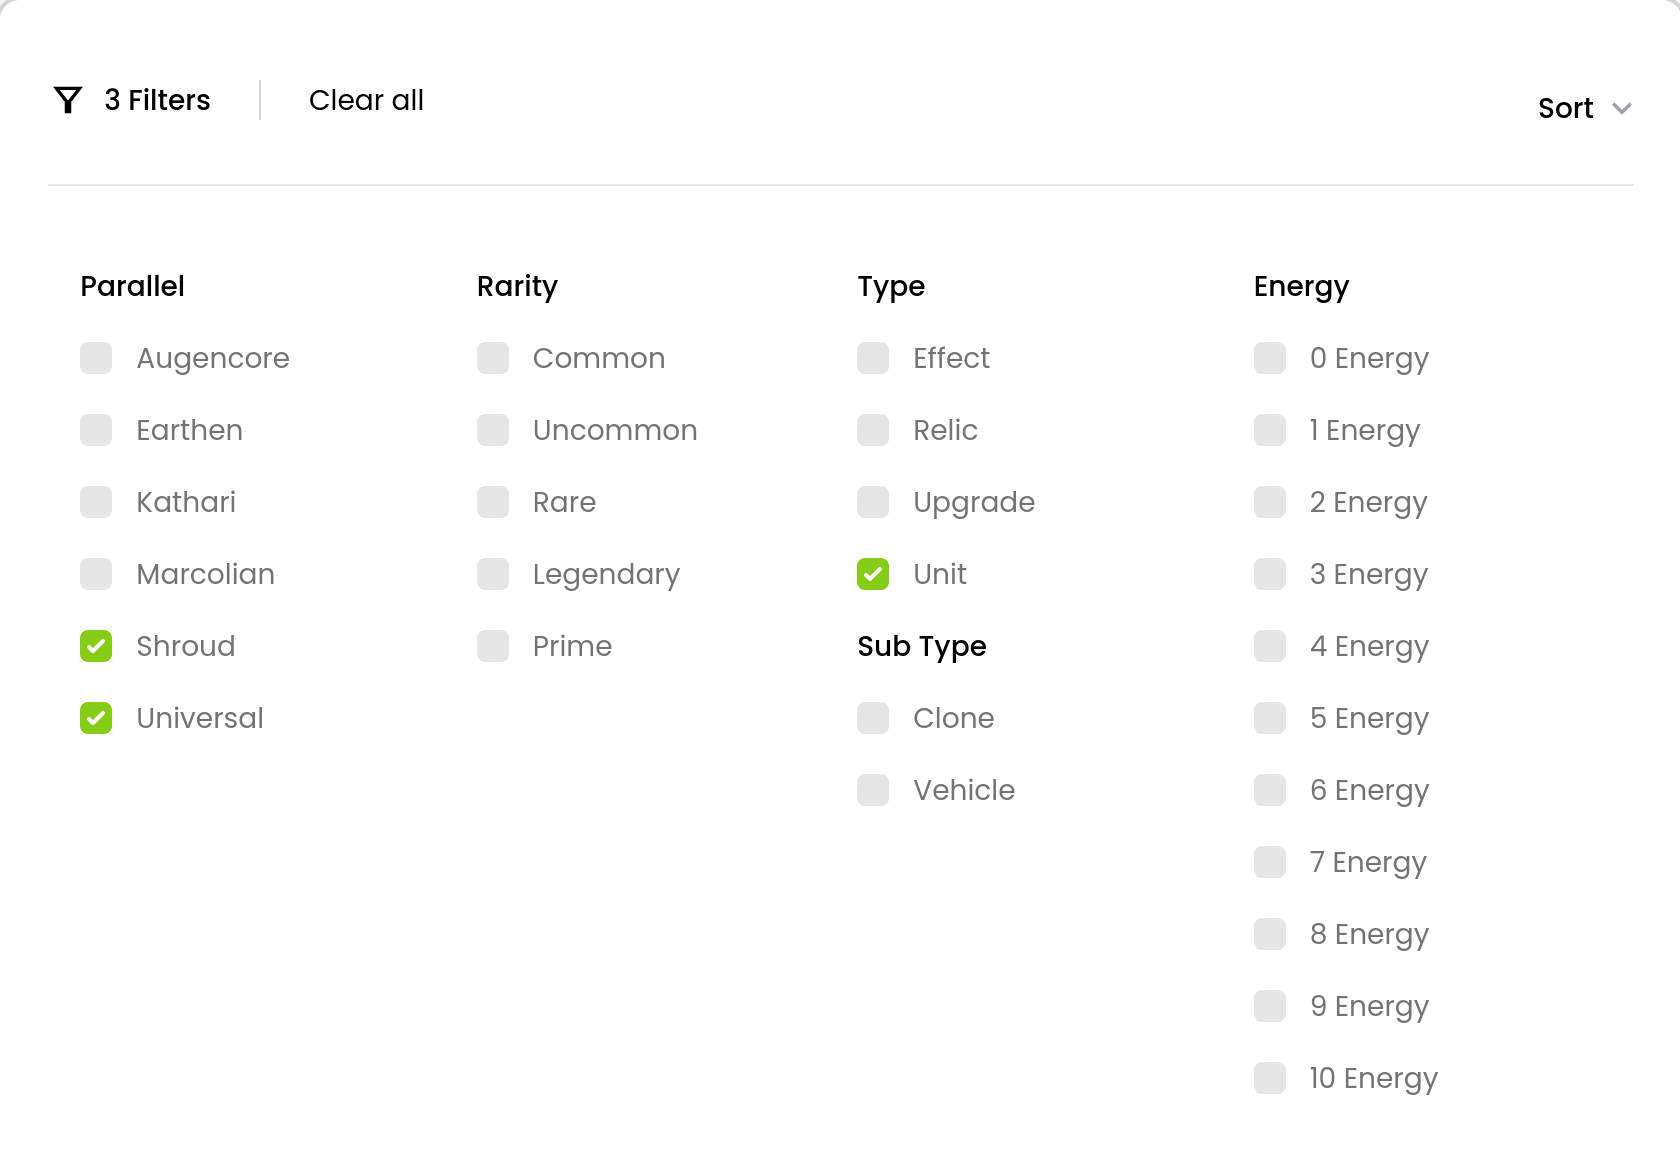 3 Filters
Clear all
Sort
Parallel
Augencore
Earthen
Kathari
Marcolian
Shroud
Universal
Rarity
Common
Uncommon
Rare
Legendary
Prime
Type
Effect
Relic
Upgrade
Unit
Sub Type
Clone
Vehicle
Energy
0 Energy
1 Energy
2 Energy
3 Energy
4 Energy
5 Energy
6 Energy
7 Energy
8 Energy
9 Energy
10 Energy